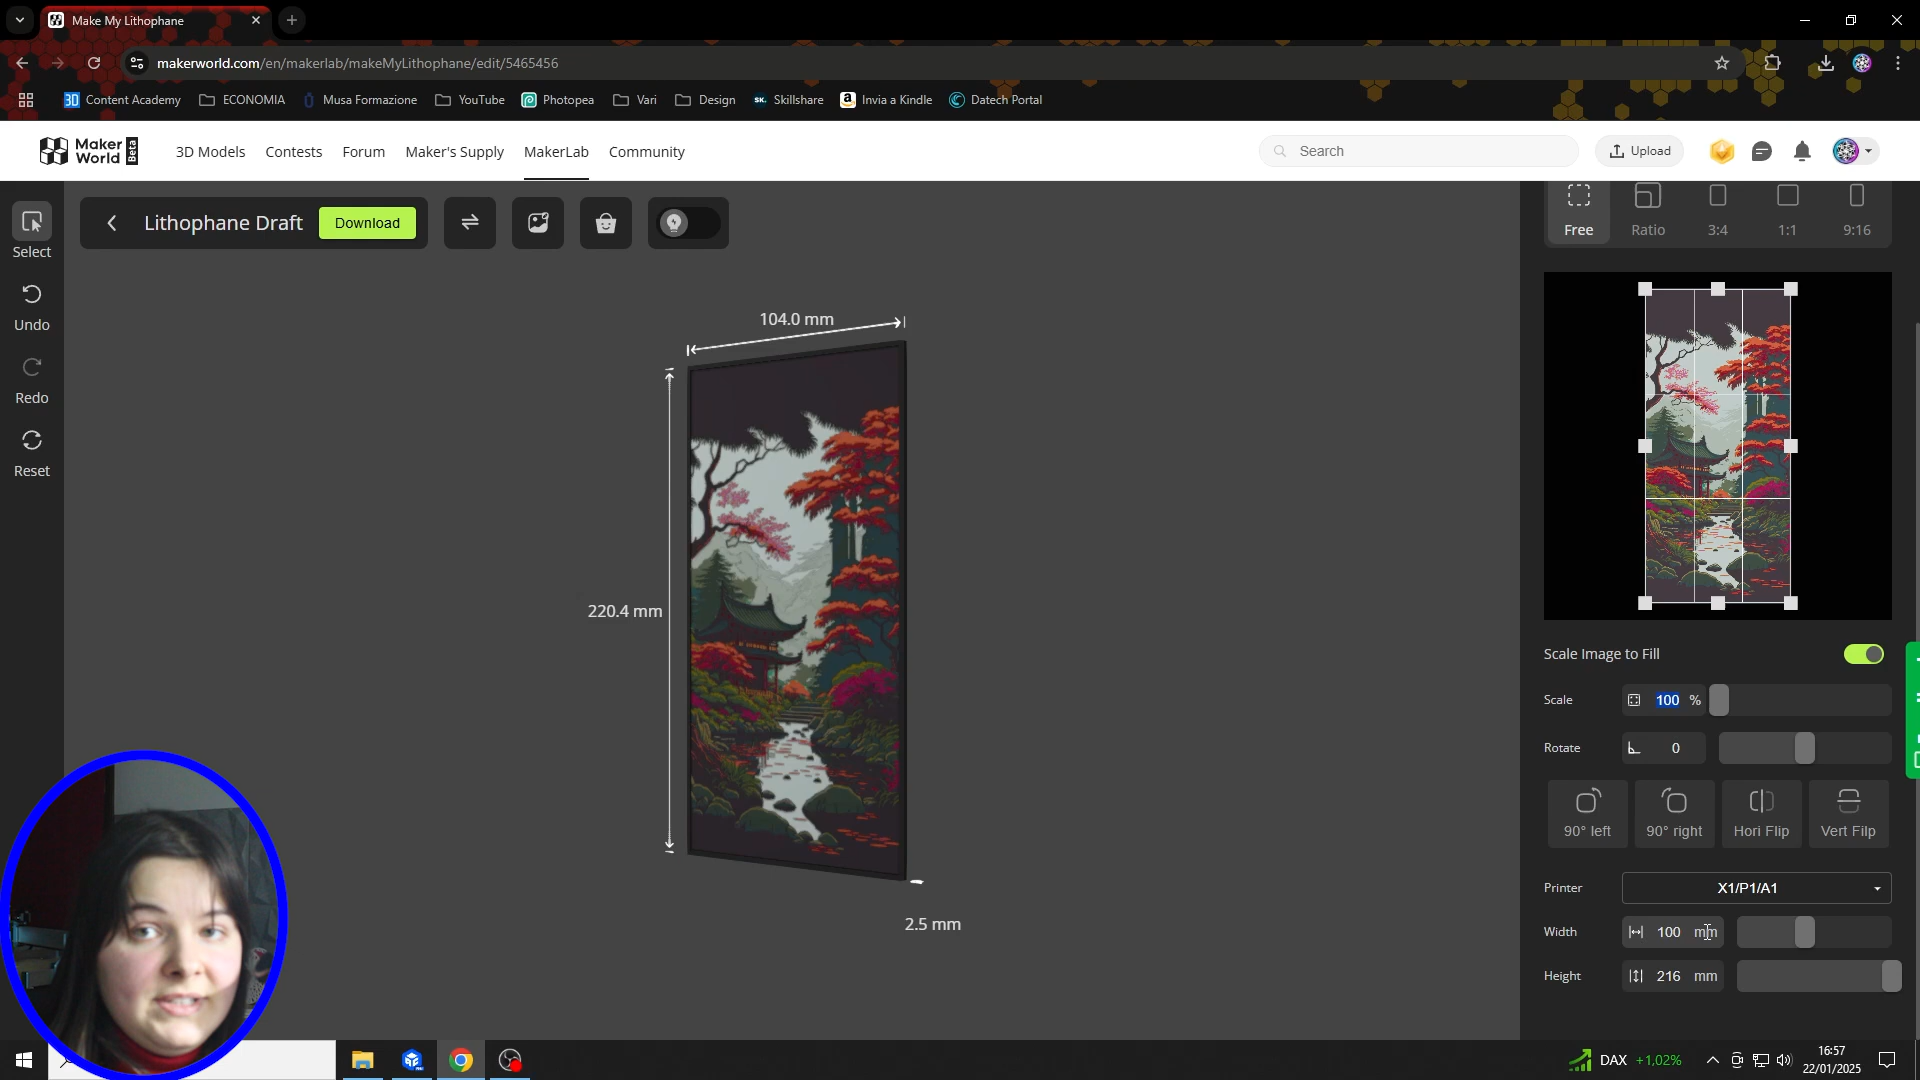 Make My Lithophane
makerworld.com/en/makerlab/makeMyLithophane/edit/5465456
3D Content Academy ECONOMIA Musa Formazione YouTube Photopea Vari Design SK. Skillshare a Invia a Kindle Datech Portal
Maker World Beta
3D Models Contests Forum Maker's Supply MakerLab Community
Search
Upload
Select
Undo
Redo
Reset
Lithophane Draft
Download
104.0 mm
220.4 mm
2.5 mm
Free Ratio 3:4 1:1 9:16
Scale Image to Fill
Scale 100 %
Rotate 0
90° left 90° right Hori Flip Vert Filp
Printer X1/P1/A1
Width 100 mm
Height 216 mm
DAX +1,02%
16:57
22/01/2025